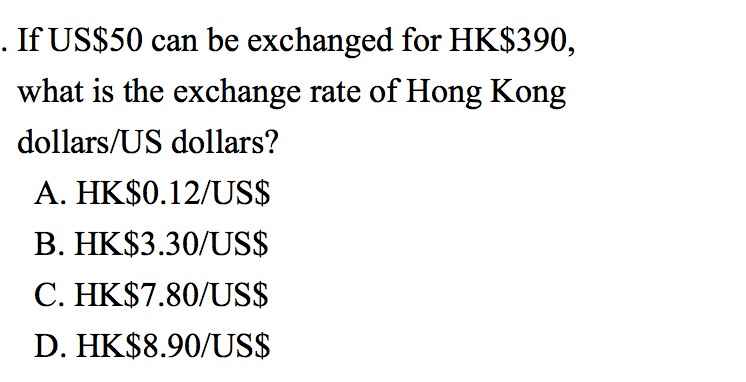 . If US$50 can be exchanged for HK$390,
what is the exchange rate of Hong Kong
dollars/US dollars?
A. HK$0.12/US$
B. HK$3.30/US$
C. HK$7.80/US$
D. HK$8.90/US$